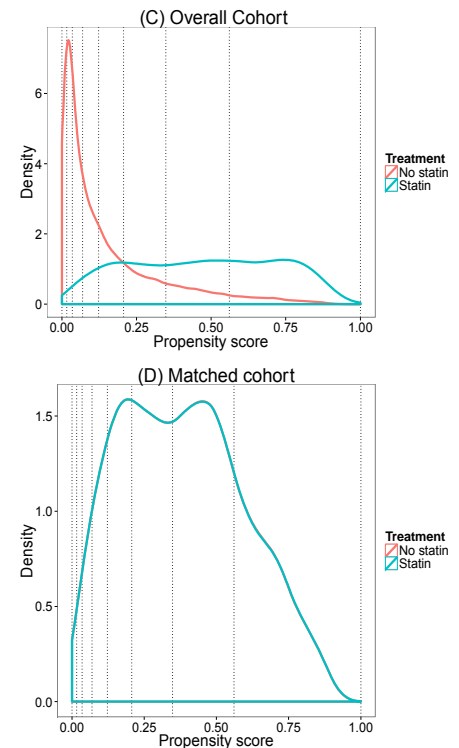 (C) Overall Cohort
Density
6
4
2
0
0.00 0.25 0.50 0.75 1.00
Propensity score
Treatment
No statin
Statin
(D) Matched cohort
Density
1.5
1.0
0.5
0.0
0.00 0.25 0.50 0.75 1.00
Propensity score
Treatment
No statin
Statin